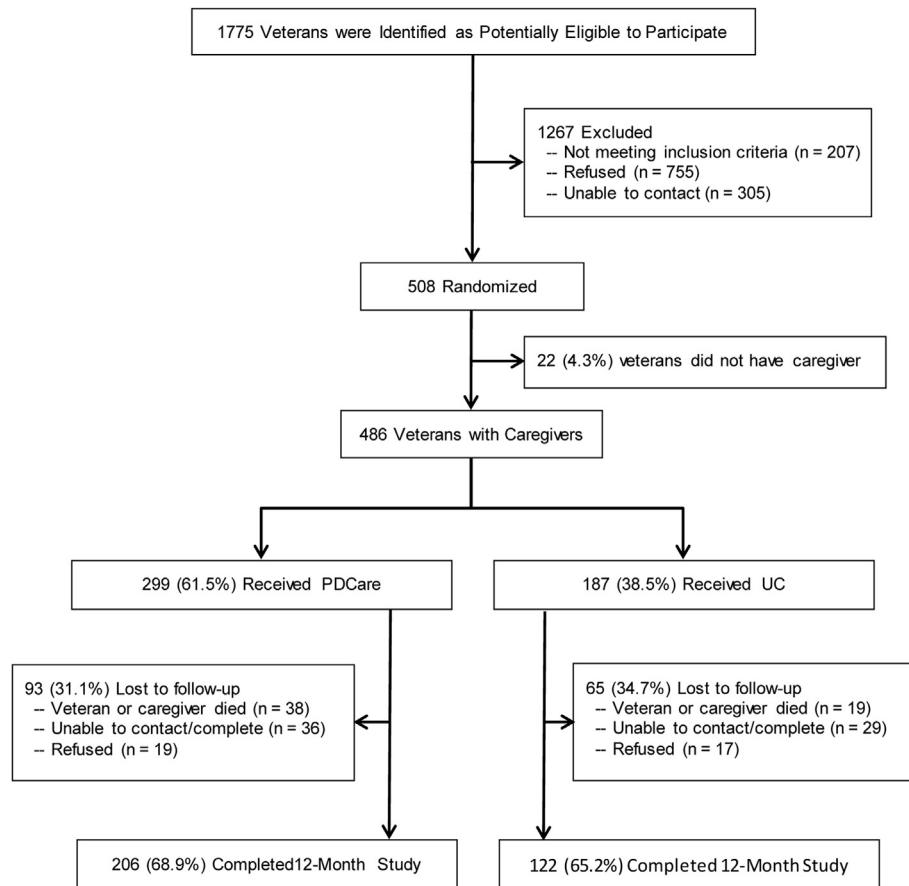 1775 Veterans were Identified as Potentially Eligible to Participate
1267 Excluded
-- Not meeting inclusion criteria (n = 207)
-- Refused (n = 755)
-- Unable to contact (n = 305)
508 Randomized
22 (4.3%) veterans did not have caregiver
486 Veterans with Caregivers
299 (61.5%) Received PDCare
187 (38.5%) Received UC
93 (31.1%) Lost to follow-up
-- Veteran or caregiver died (n = 38)
-- Unable to contact/complete (n = 36)
-- Refused (n = 19)
65 (34.7%) Lost to follow-up
-- Veteran or caregiver died (n = 19)
-- Unable to contact/complete (n = 29)
-- Refused (n = 17)
206 (68.9%) Completed12-Month Study
122 (65.2%) Completed 12-Month Study